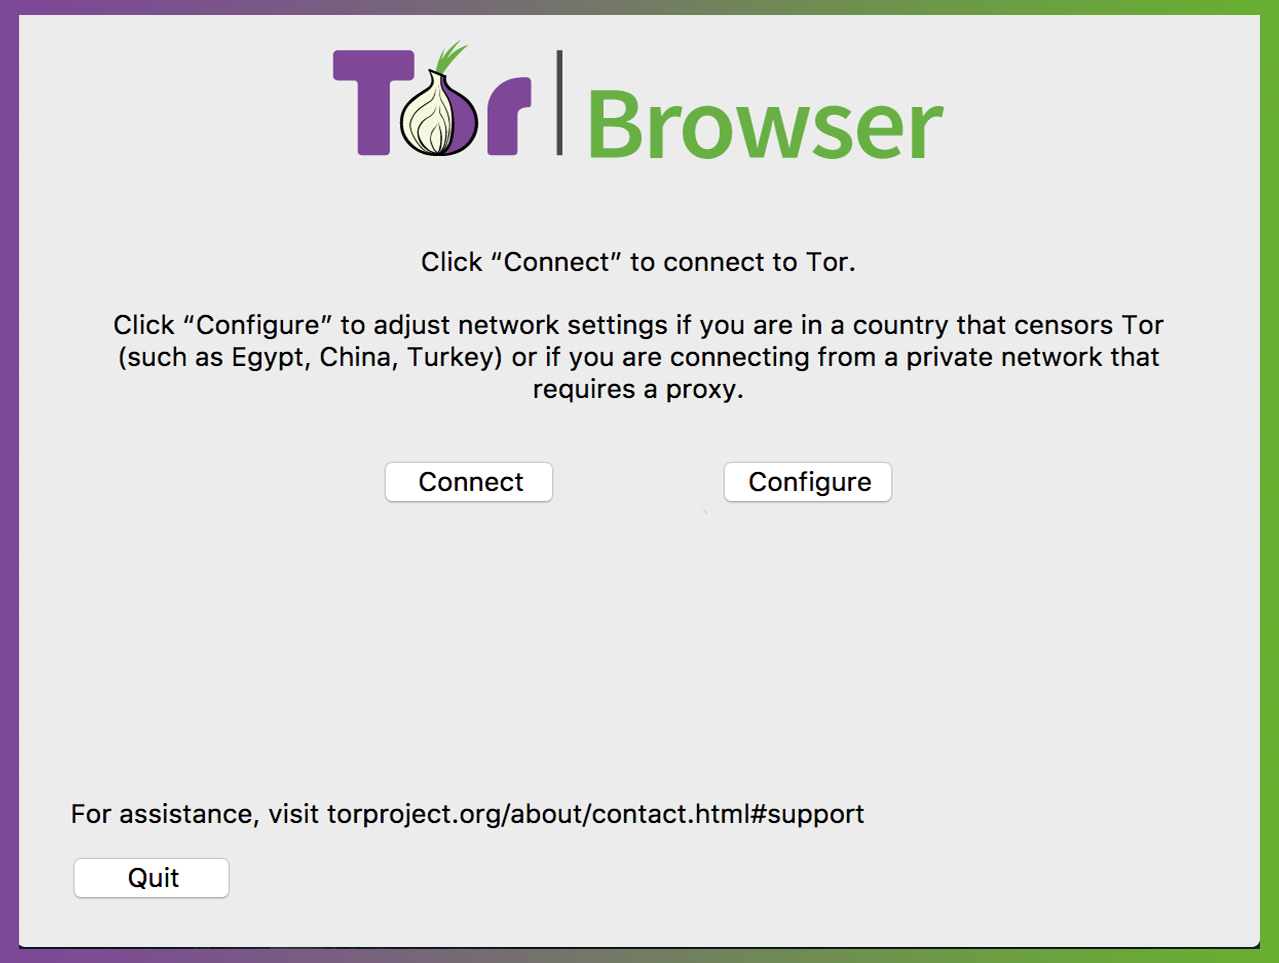 Tor | Browser
Click “Connect” to connect to Tor.
Click “Configure” to adjust network settings if you are in a country that censors Tor
(such as Egypt, China, Turkey) or if you are connecting from a private network that
requires a proxy.
Connect
Configure
For assistance, visit torproject.org/about/contact.html#support
Quit